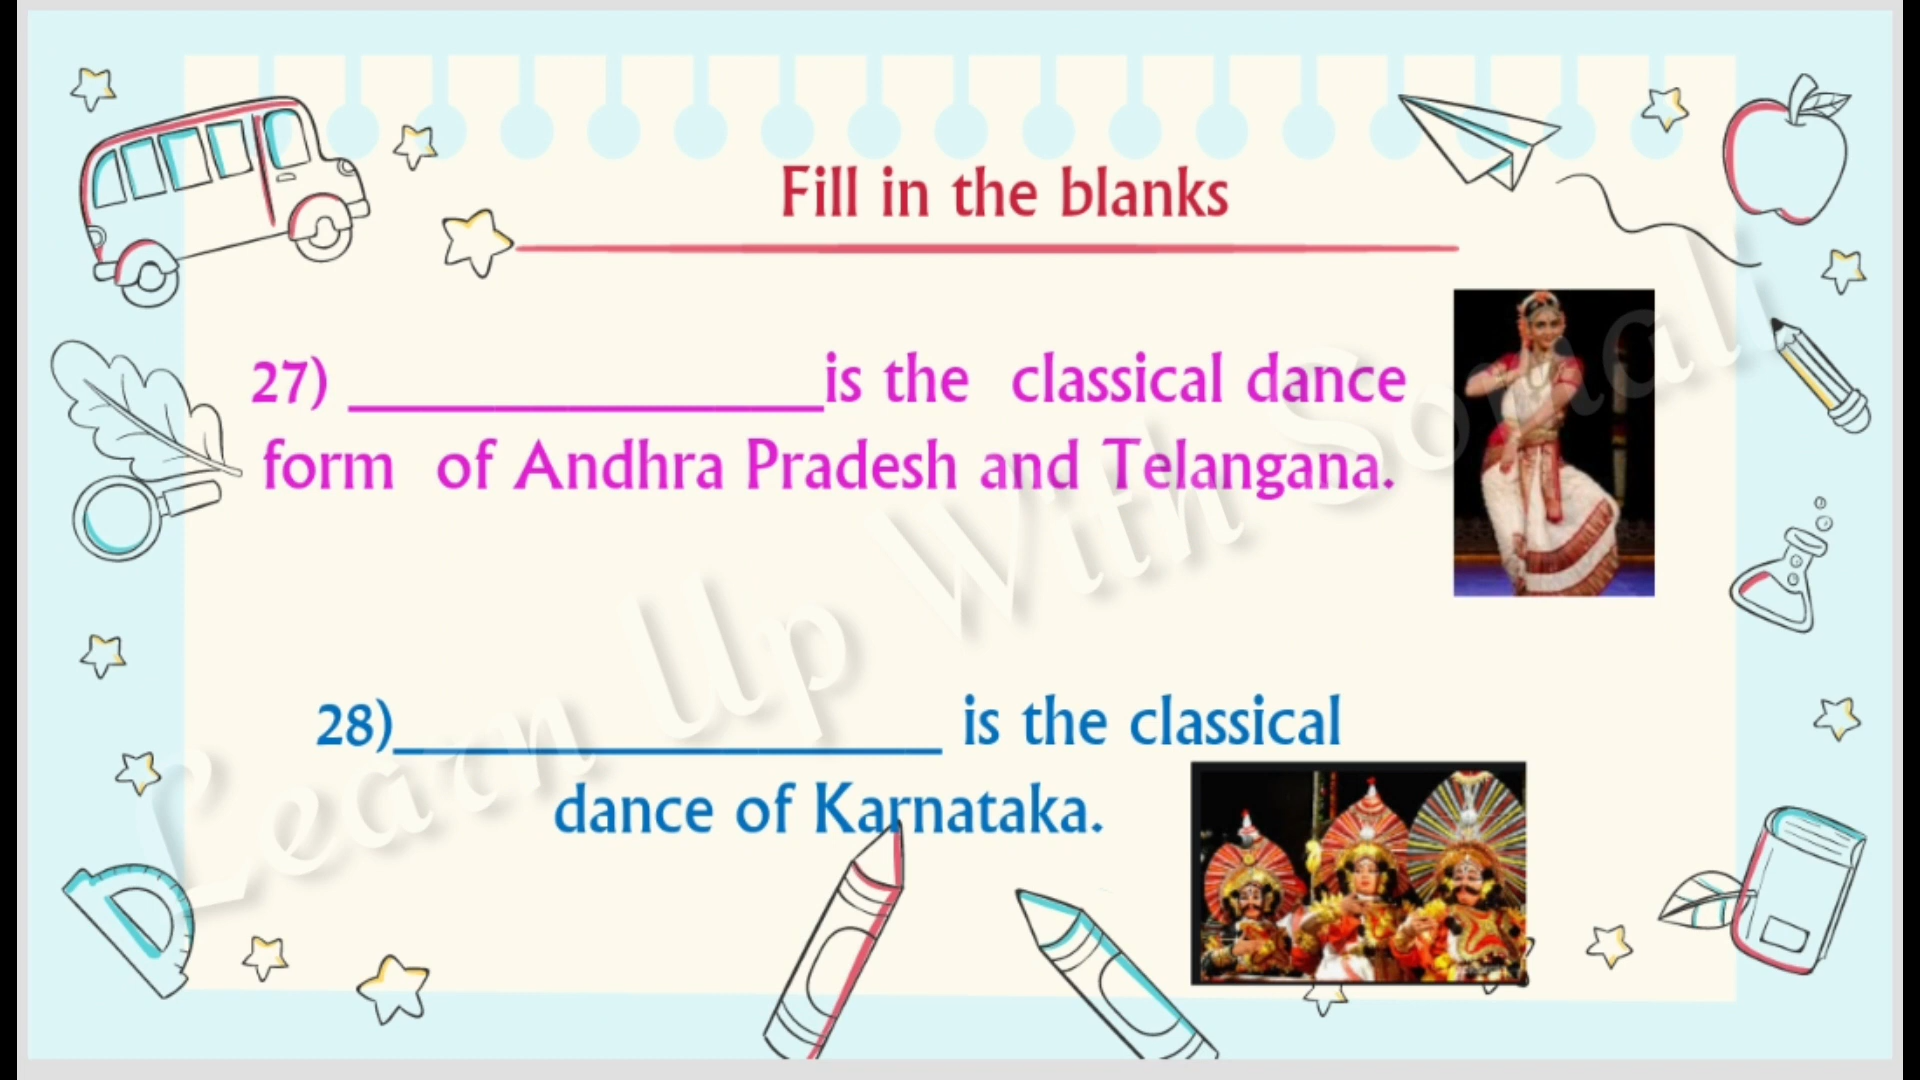 Fill in the blanks
27) ________________is the classical dance
form of Andhra Pradesh and Telangana.
28)__________________ is the classical
dance of Karnataka.
Learn Up With Somali